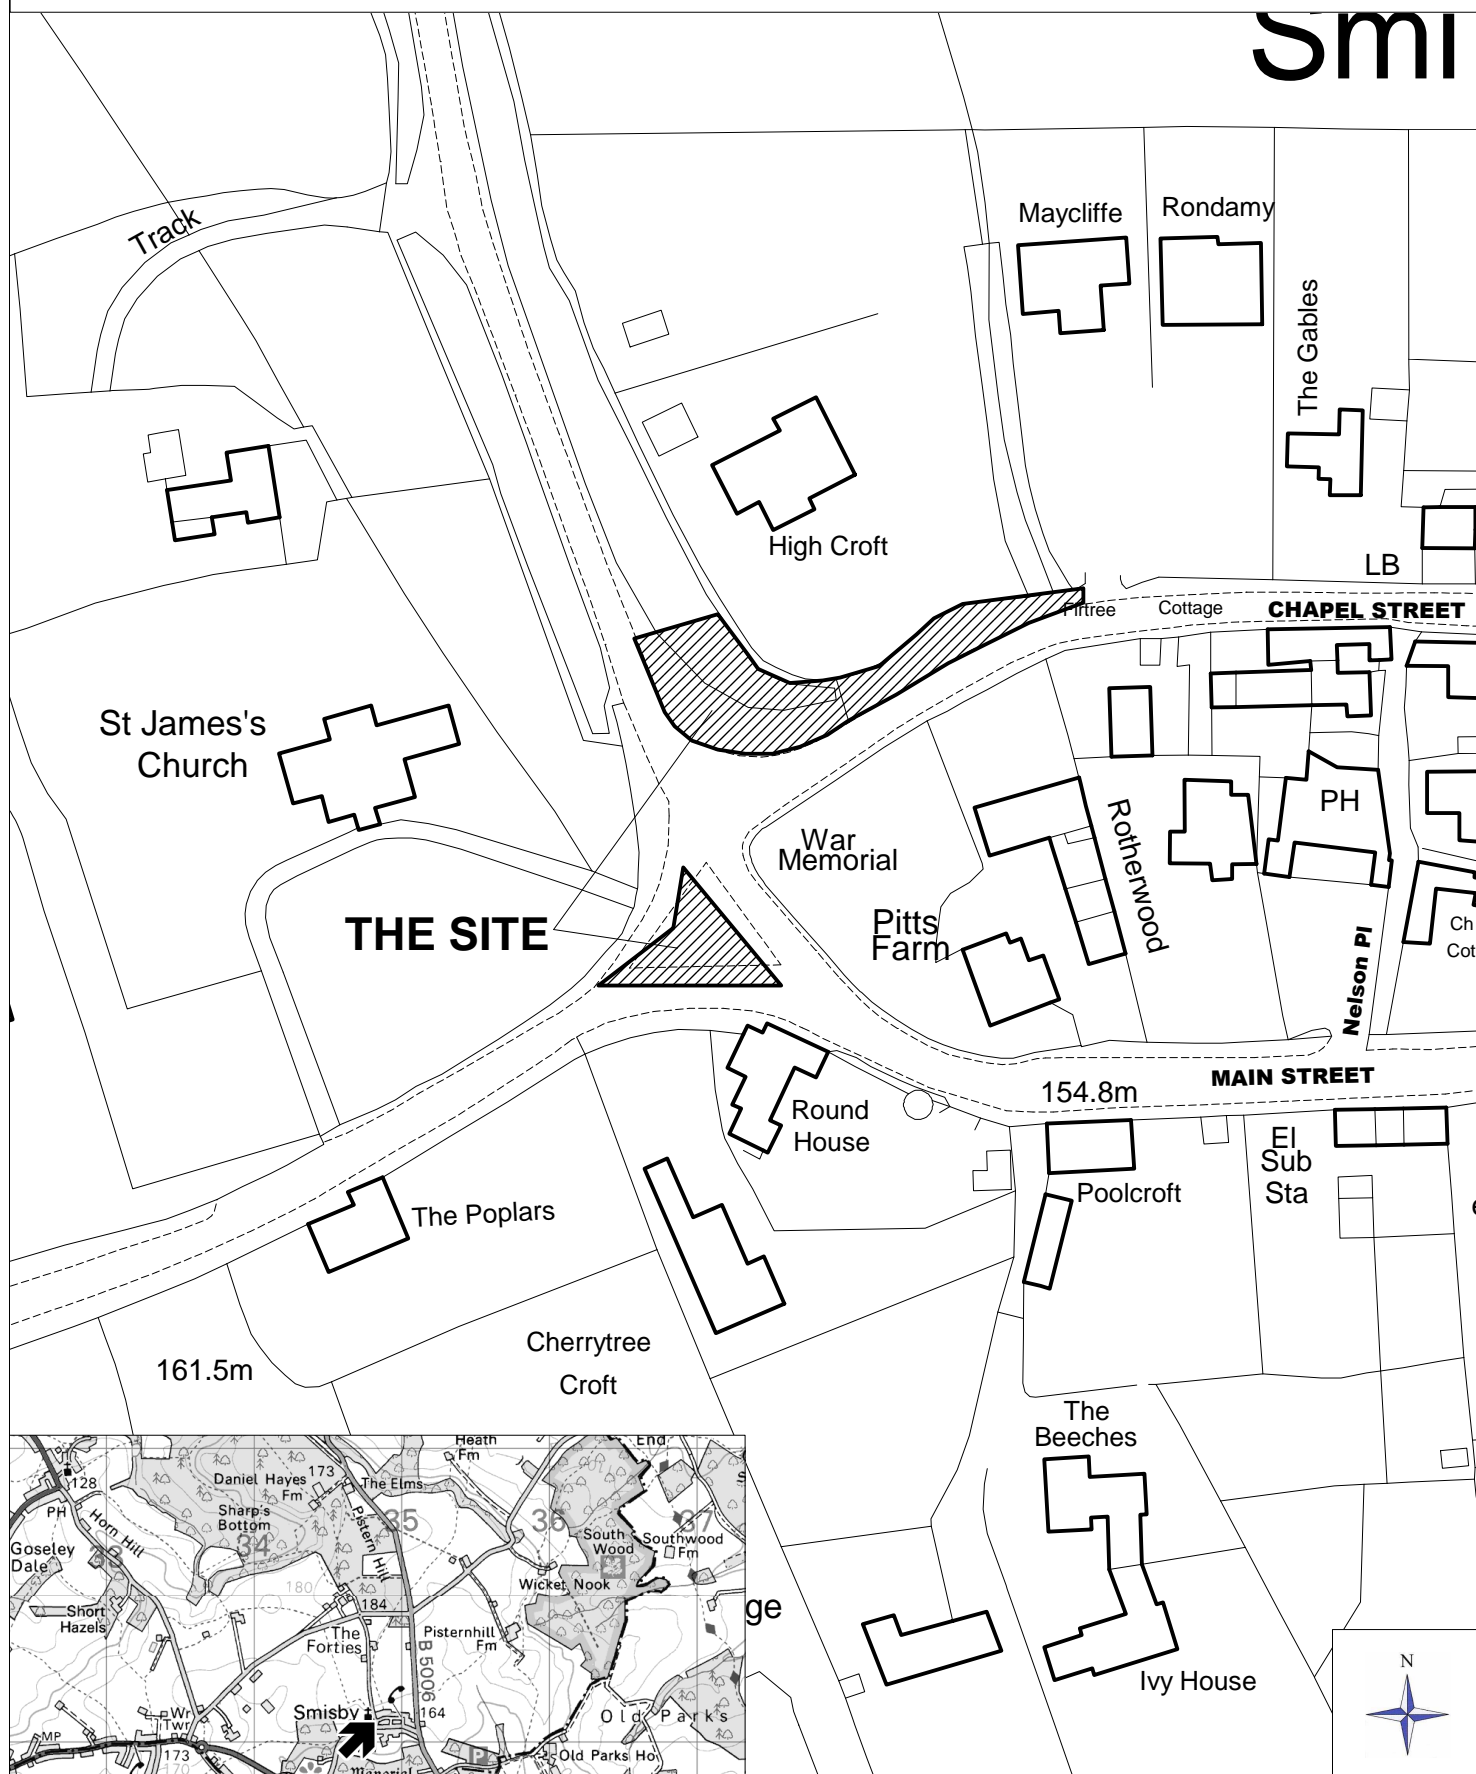 Smi
Track
Maycliffe
Rondamy
The Gables
High Croft
LB
Firtree
Cottage
CHAPEL STREET
St James's
Church
PH
War
Memorial
Rotherwood
THE SITE
Pitts
Farm
Ch
Cot
Nelson Pl
MAIN STREET
154.8m
Round
House
El
Sub
Sta
Poolcroft
The Poplars
Cherrytree
Croft
161.5m
The
Beeches
ge
Ivy House
N
Heath
Fm
End
128
Daniel Hayes
Fm
173
The Elms
PH
Horn Hill
Sharp's
Bottom
Pistern Hill
35
36
37
South
Wood
Southwood
Fm
Goseley
Dale
33
34
180
Wicket Nook
Short
Hazels
184
The
Forties
Pisternhill
Fm
B 5006
Smisby
164
Wr
Twr
Old Parks
MP
173
170
P
Old Parks Ho